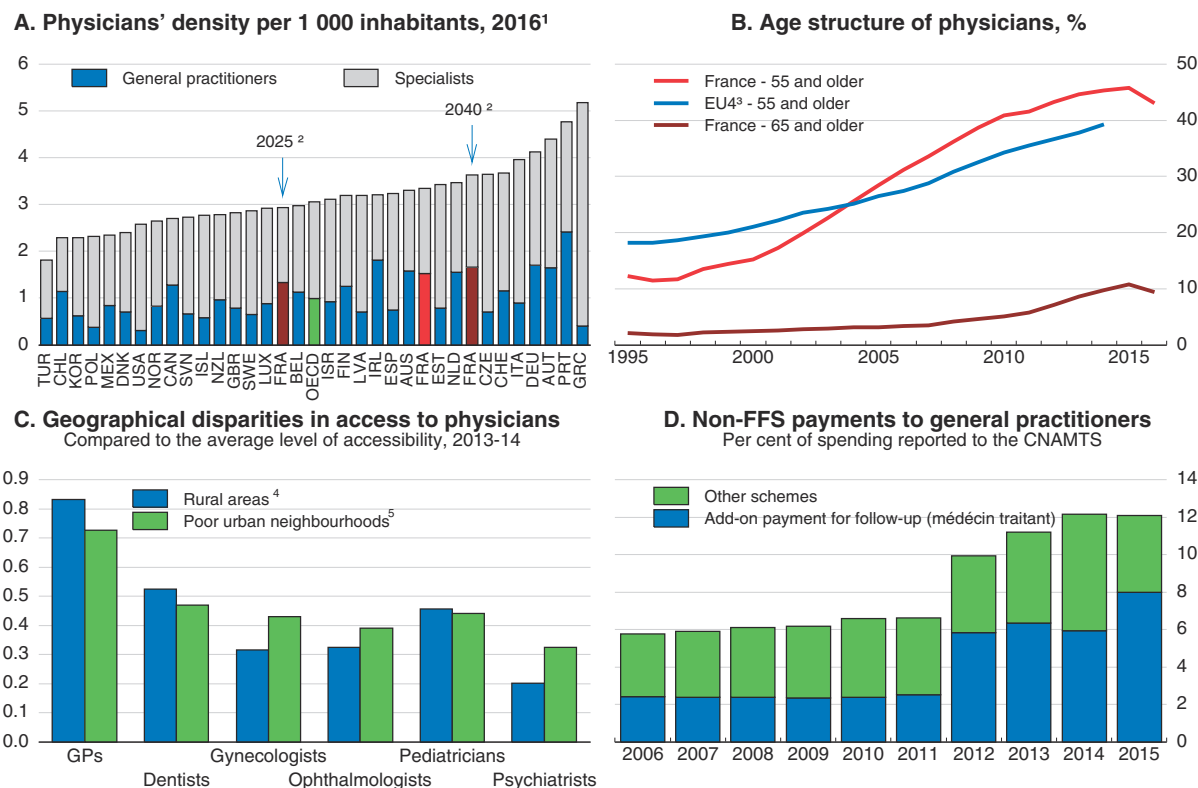 A. Physicians' density per 1 000 inhabitants, 2016¹
6
5
4
3
2
1
0
General practitioners
Specialists
2025 ²
2040 ²
TUR
CHL
KOR
POL
MEX
DNK
USA
NOR
CAN
SVN
ISL
NZL
GBR
SWE
LUX
FRA
BEL
OECD
ISR
FIN
LVA
IRL
ESP
AUS
FRA
EST
NLD
FRA
CZE
CHE
ITA
DEU
AUT
PRT
GRC
B. Age structure of physicians, %
France - 55 and older
EU4³ - 55 and older
France - 65 and older
50
40
30
20
10
0
1995 2000 2005 2010 2015
C. Geographical disparities in access to physicians
Compared to the average level of accessibility, 2013-14
0.9
0.8
0.7
0.6
0.5
0.4
0.3
0.2
0.1
0.0
Rural areas ⁴
Poor urban neighbourhoods⁵
GPs
Dentists
Gynecologists
Ophthalmologists
Pediatricians
Psychiatrists
D. Non-FFS payments to general practitioners
Per cent of spending reported to the CNAMTS
Other schemes
Add-on payment for follow-up (médécin traitant)
14
12
10
8
6
4
2
0
2006 2007 2008 2009 2010 2011 2012 2013 2014 2015